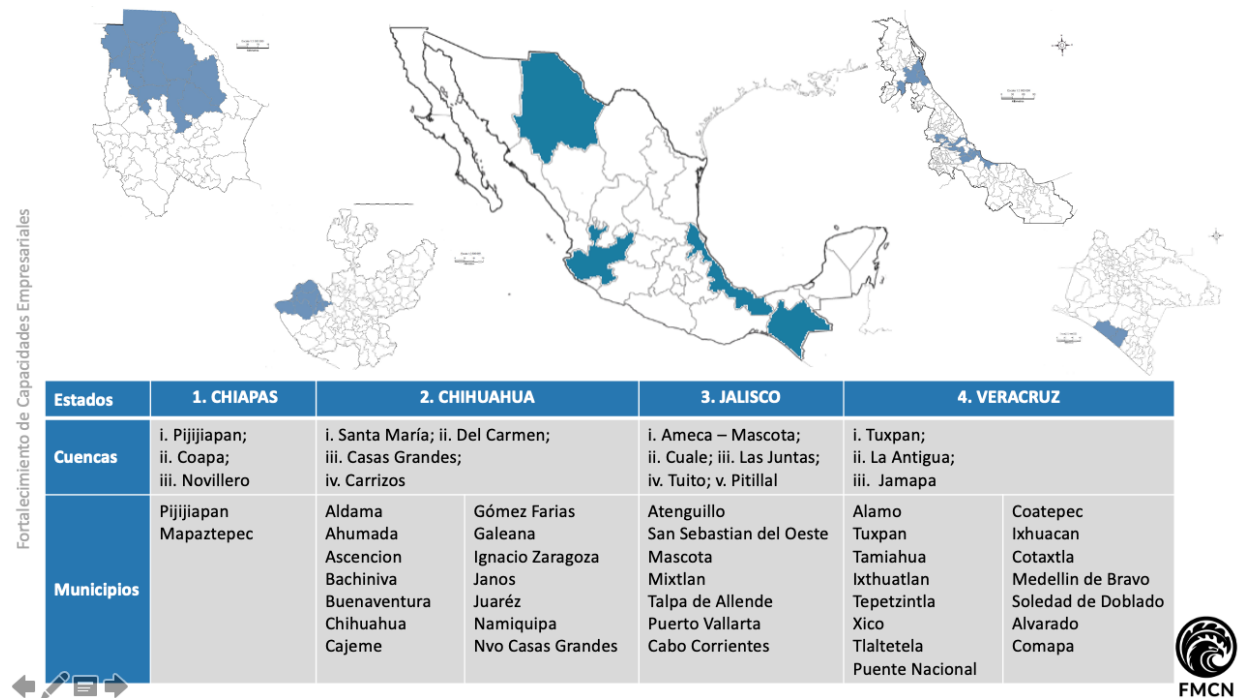 Fortalecimiento de Capacidades Empresariales
Estados
1. CHIAPAS
2. CHIHUAHUA
3. JALISCO
4. VERACRUZ
Cuencas
i. Pijijiapan;
ii. Coapa;
iii. Novillero
i. Santa María; ii. Del Carmen;
iii. Casas Grandes;
iv. Carrizos
i. Ameca – Mascota;
ii. Cuale; iii. Las Juntas;
iv. Tuito; v. Pitillal
i. Tuxpan;
ii. La Antigua;
iii. Jamapa
Municipios
Pijijiapan
Mapaztepec
Aldama
Ahumada
Ascencion
Bachiniva
Buenaventura
Chihuahua
Cajeme
Gómez Farias
Galeana
Ignacio Zaragoza
Janos
Juaréz
Namiquipa
Nvo Casas Grandes
Atenguillo
San Sebastian del Oeste
Mascota
Mixtlan
Talpa de Allende
Puerto Vallarta
Cabo Corrientes
Alamo
Tuxpan
Tamiahua
Ixthuatlan
Tepetzintla
Xico
Tlaltetela
Puente Nacional
Coatepec
Ixhuacan
Cotaxtla
Medellin de Bravo
Soledad de Doblado
Alvarado
Comapa
FMCN